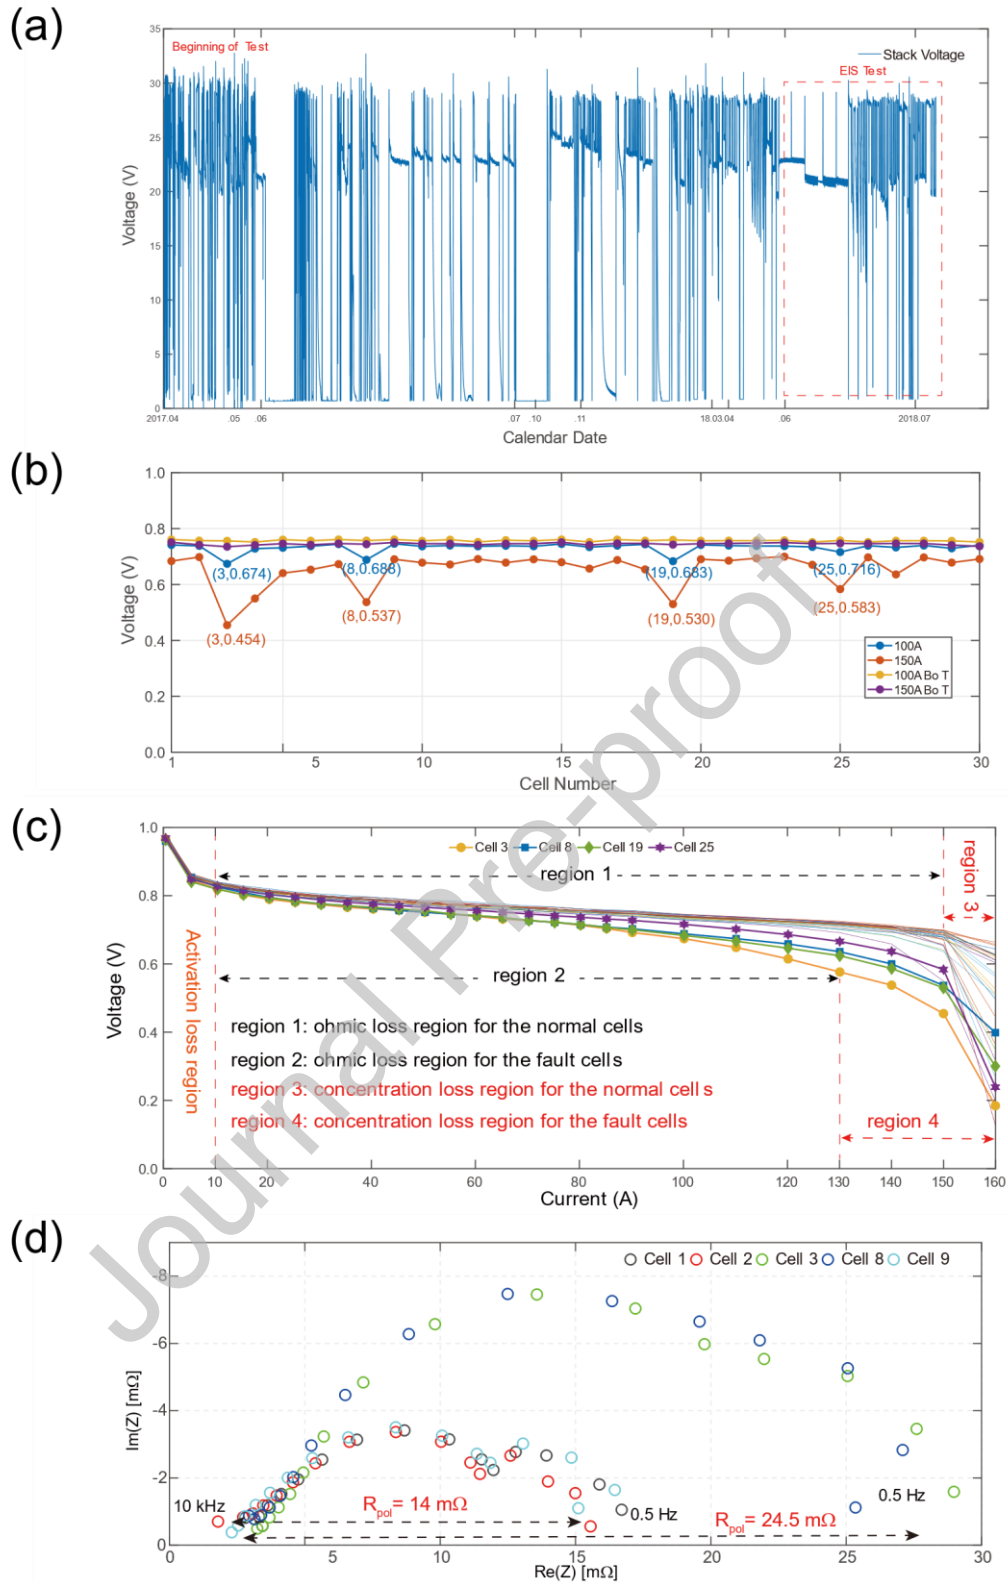 (a)
35
30
25
20
15
10
5
0
Voltage (V)
Beginning of Test
Stack Voltage
EIS Test
2017.04 .05 .06 .07 .10 .11 18.03.04 .06 2018.07
Calendar Date
(b)
1.0
0.8
0.6
0.4
0.2
0.0
Voltage (V)
(3,0.674) (8,0.688) (19,0.683) (25,0.716)
(3,0.454) (8,0.537) (19,0.530) (25,0.583)
100A
150A
100A Bo T
150A Bo T
1 5 10 15 20 25 30
Cell Number
(c)
1.0
0.8
0.6
0.4
0.2
0.0
Voltage (V)
Cell 3 Cell 8 Cell 19 Cell 25
region 1
region 3
Activation loss region
region 2
region 1: ohmic loss region for the normal cells
region 2: ohmic loss region for the fault cells
region 3: concentration loss region for the normal cells
region 4: concentration loss region for the fault cells
region 4
0 10 20 40 60 80 100 120 130 140 150 160
Current (A)
(d)
-8
-6
-4
-2
0
Im(Z) [mΩ]
Cell 1 Cell 2 Cell 3 Cell 8 Cell 9
10 kHz
Rpol= 14 mΩ
0.5 Hz
0.5 Hz
Rpol= 24.5 mΩ
0 5 10 15 20 25 30
Re(Z) [mΩ]
Journal Pre-proof